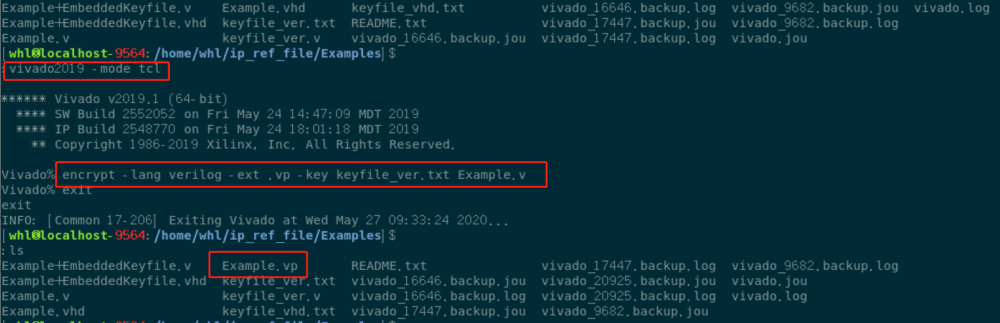 Example+EmbeddedKeyfile.v    Example.vhd      keyfile_vhd.txt          vivado_16646.backup.log  vivado_9682.backup.jou  vivado.log
Example+EmbeddedKeyfile.vhd  keyfile_ver.txt  README.txt               vivado_17447.backup.jou  vivado_9682.backup.log
Example.v                    keyfile_ver.v    vivado_16646.backup.jou  vivado_17447.backup.log  vivado.jou
[whl@localhost-9564:/home/whl/ip_ref_file/Examples]$
:vivado2019 -mode tcl
****** Vivado v2019.1 (64-bit)
  **** SW Build 2552052 on Fri May 24 14:47:09 MDT 2019
  **** IP Build 2548770 on Fri May 24 18:01:18 MDT 2019
    ** Copyright 1986-2019 Xilinx, Inc. All Rights Reserved.
Vivado% encrypt -lang verilog -ext .vp -key keyfile_ver.txt Example.v
Vivado% exit
exit
INFO: [Common 17-206] Exiting Vivado at Wed May 27 09:33:24 2020...
[whl@localhost-9564:/home/whl/ip_ref_file/Examples]$
:ls
Example+EmbeddedKeyfile.v    Example.vp       README.txt               vivado_17447.backup.log  vivado_9682.backup.log
Example+EmbeddedKeyfile.vhd  keyfile_ver.txt  vivado_16646.backup.jou  vivado_20925.backup.jou  vivado.jou
Example.v                    keyfile_ver.v    vivado_16646.backup.log  vivado_20925.backup.log  vivado.log
Example.vhd                  keyfile_vhd.txt  vivado_17447.backup.jou  vivado_9682.backup.jou
[whl@localhost-9564:/home/whl/ip_ref_file/Examples]$